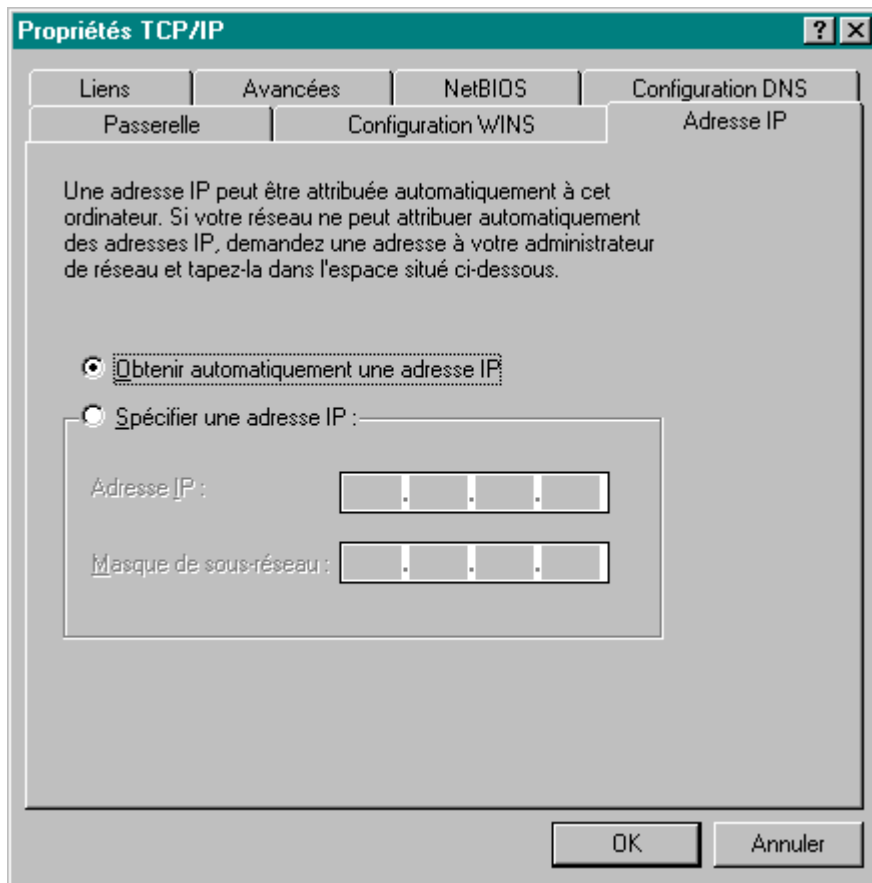 Propriétés TCP/IP
Liens
Avancées
NetBIOS
Configuration DNS
Passerelle
Configuration WINS
Adresse IP
Une adresse IP peut être attribuée automatiquement à cet
ordinateur. Si votre réseau ne peut attribuer automatiquement
des adresses IP, demandez une adresse à votre administrateur
de réseau et tapez-la dans l'espace situé ci-dessous.
Obtenir automatiquement une adresse IP
Spécifier une adresse IP :
Adresse IP :
Masque de sous-réseau :
OK
Annuler